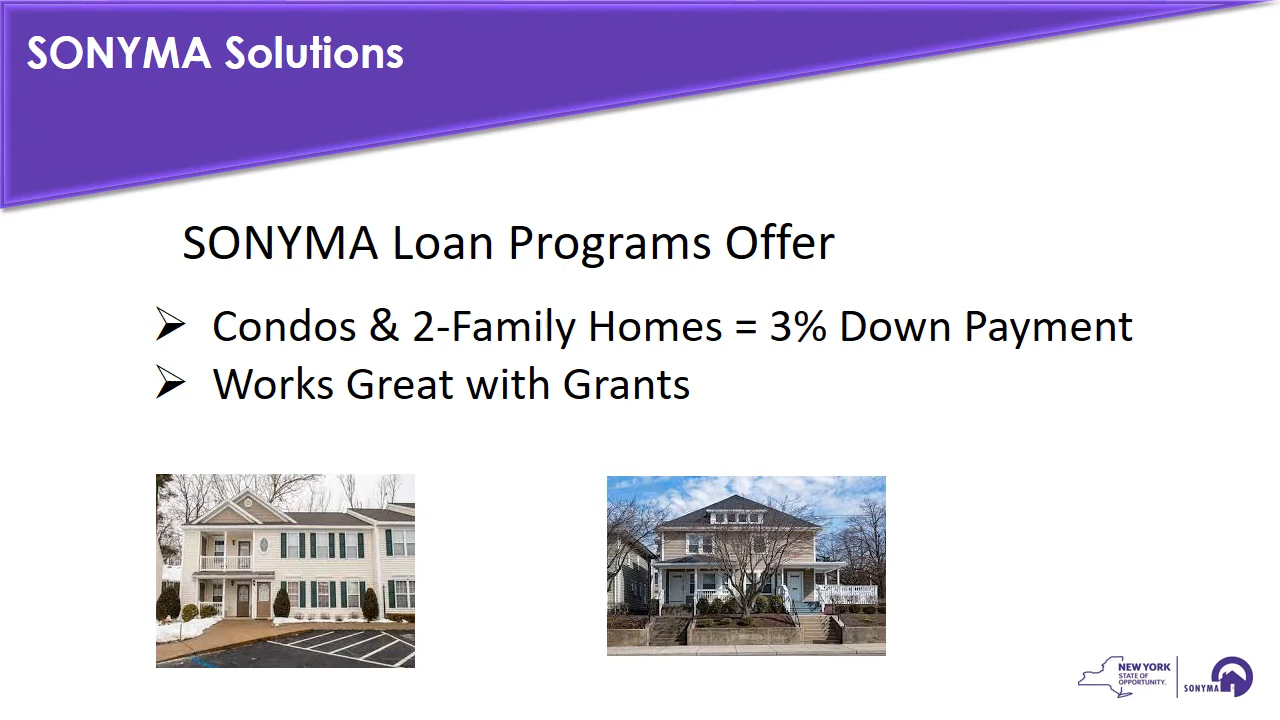 SONYMA Solutions
SONYMA Loan Programs Offer
➢ Condos & 2-Family Homes = 3% Down Payment
➢ Works Great with Grants
NEW YORK
STATE OF
OPPORTUNITY.
SONYMA